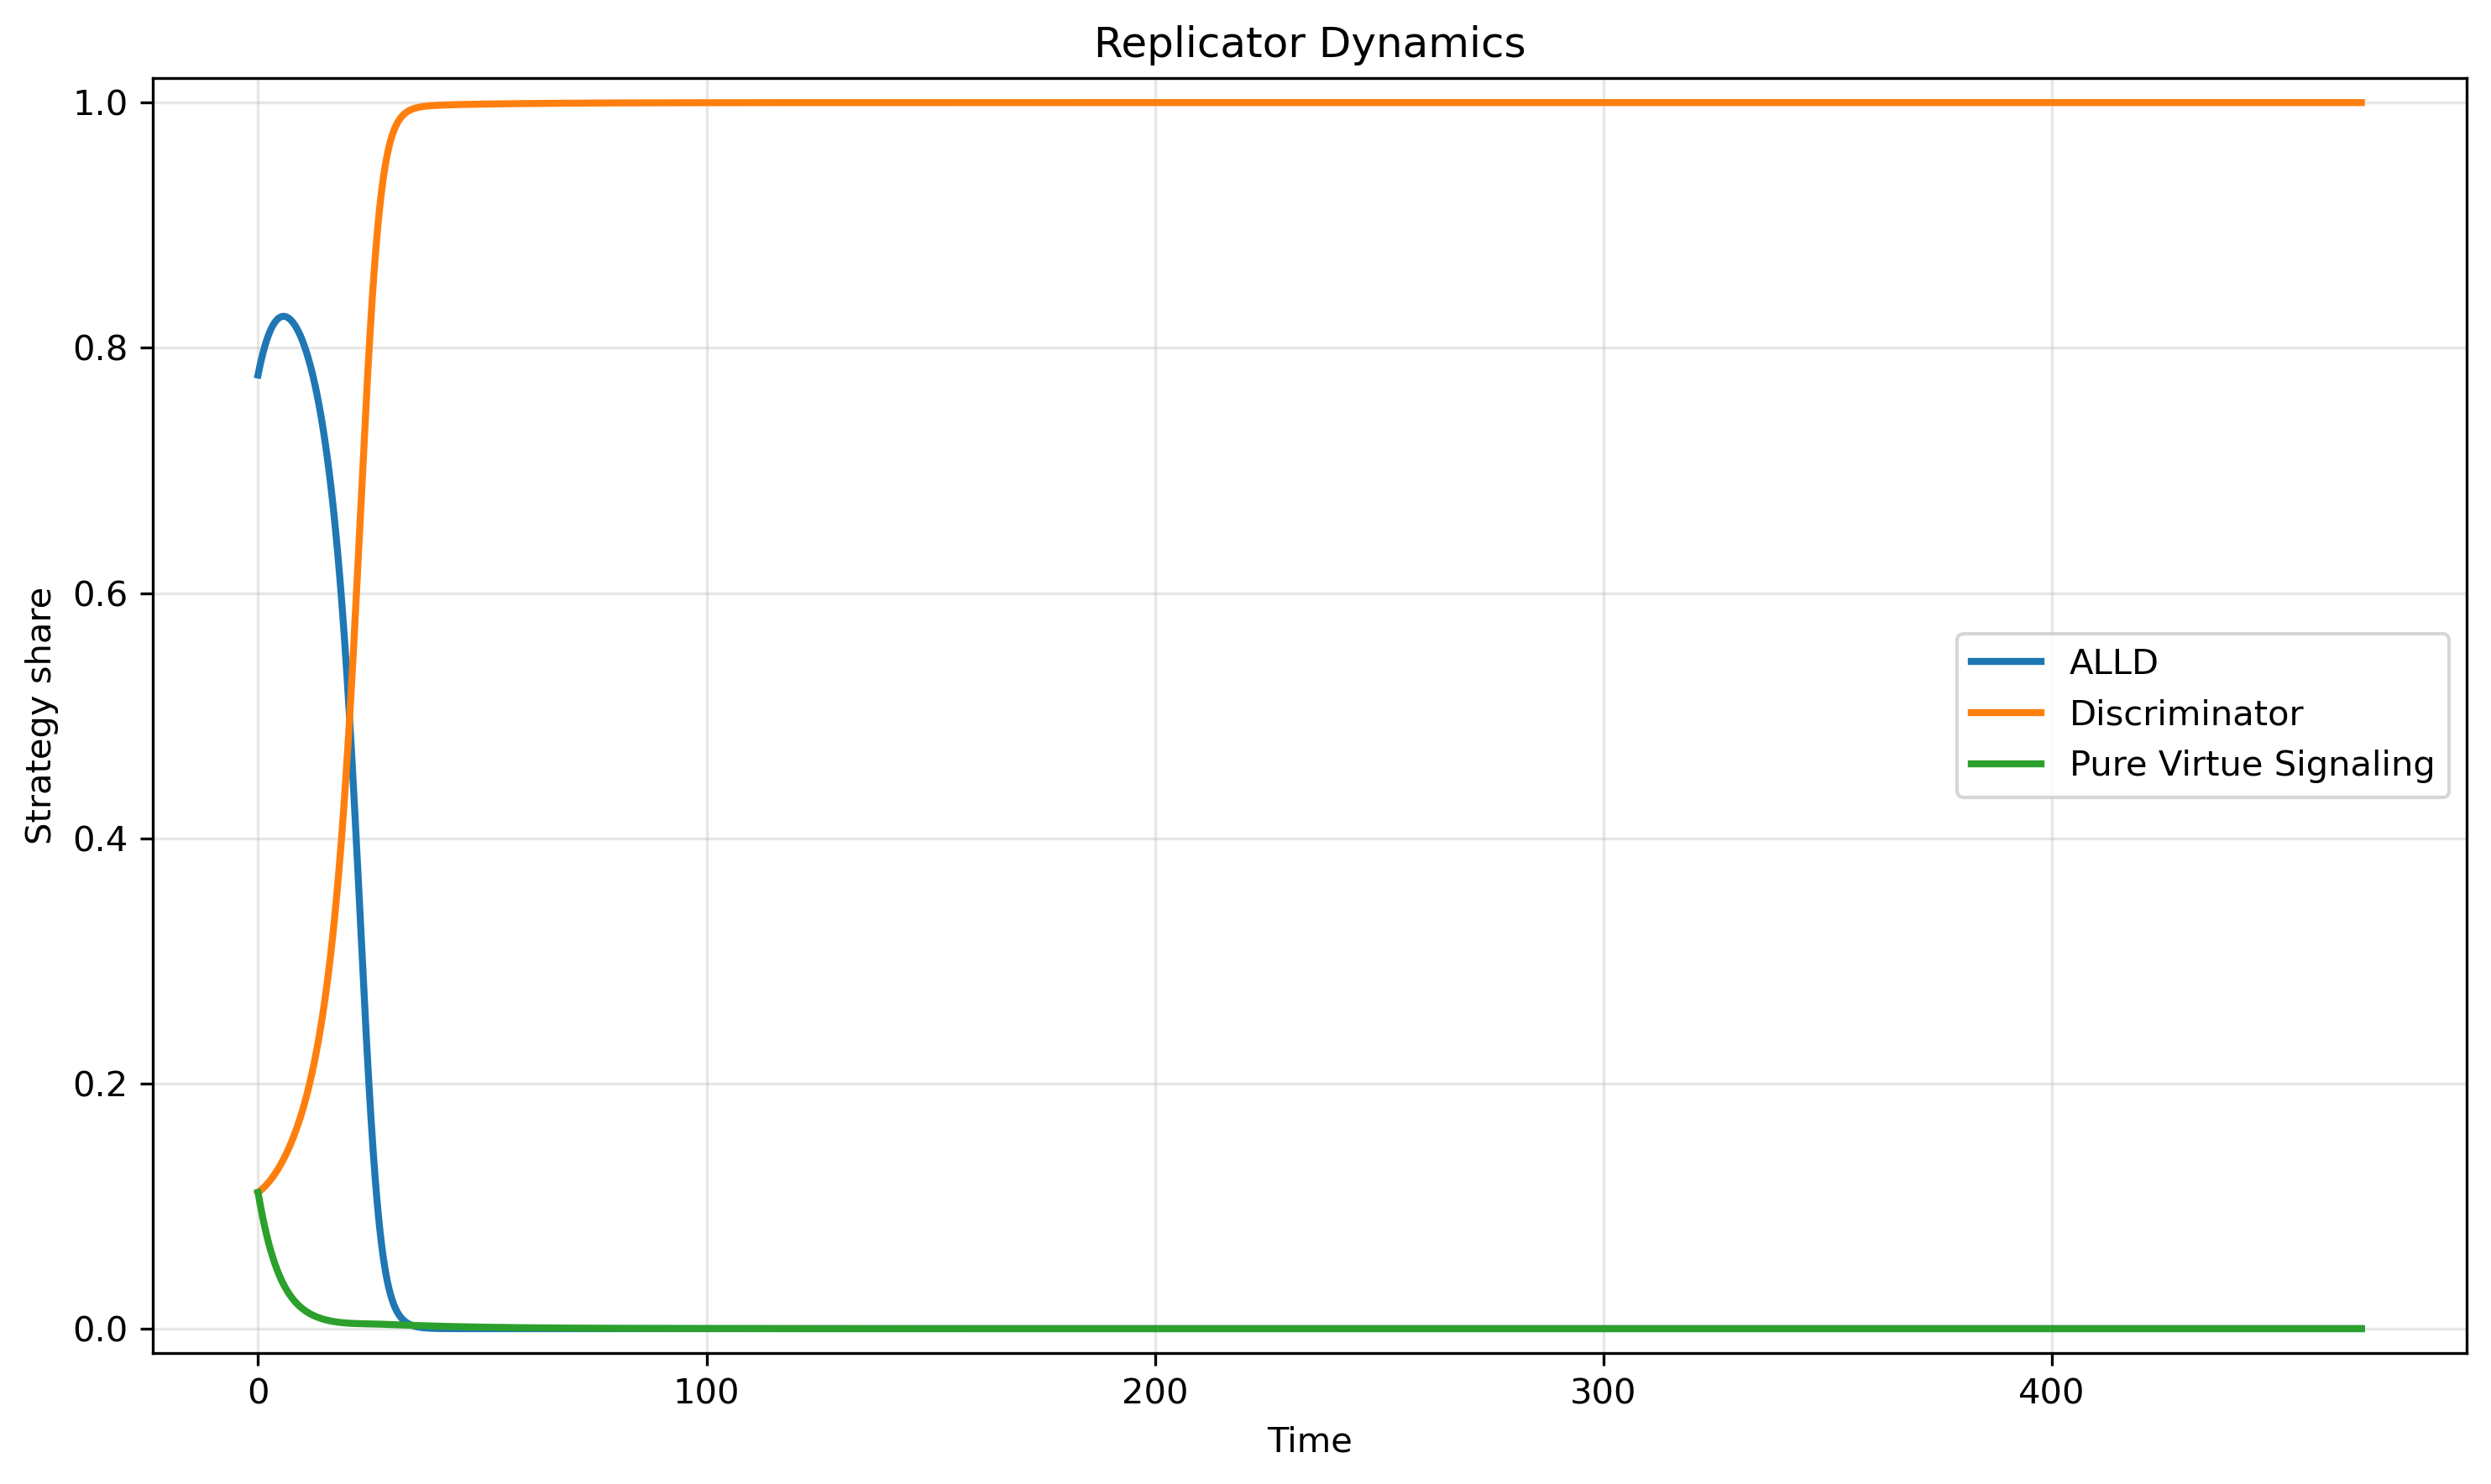 Replicator Dynamics
1.0
0.8
0.6
0.4
0.2
0.0
Strategy share
ALLD
Discriminator
Pure Virtue Signaling
0
100
200
300
400
Time